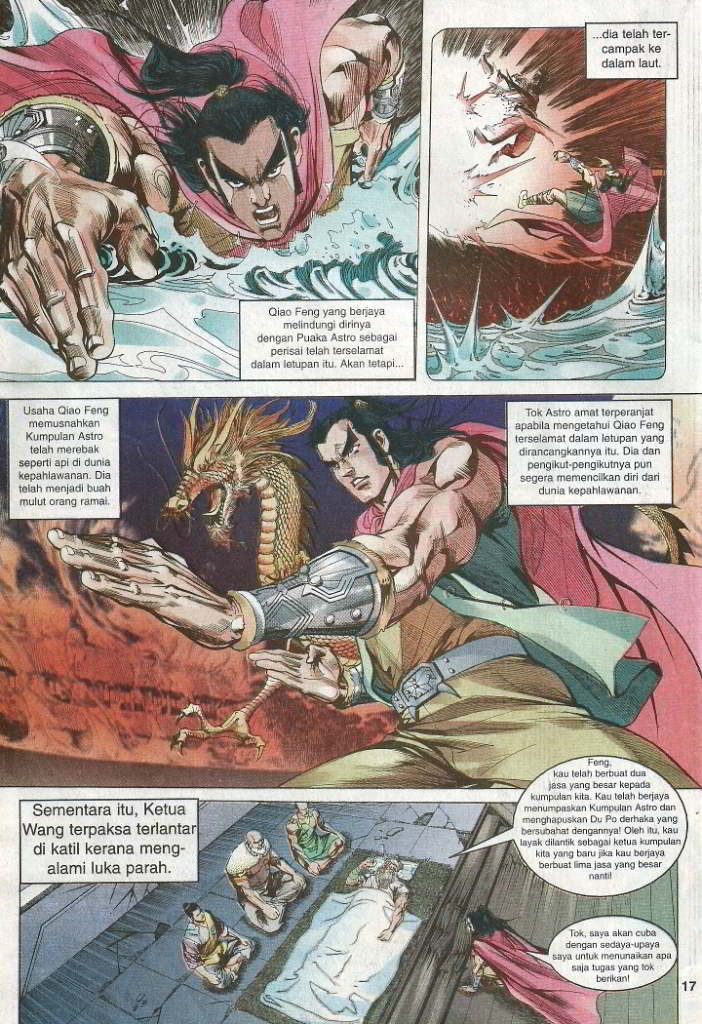 Qiao Feng yang berjaya
melindungi dirinya
dengan Puaka Astro sebagai
perisai telah terselamat
dalam letupan itu. Akan tetapi...
...dia telah ter-
campak ke
dalam laut.
Usaha Qiao Feng
memusnahkan
Kumpulan Astro
telah merebak
seperti api di dunia
kepahlawanan. Dia
telah menjadi buah
mulut orang ramai.
Tok Astro amat terperanjat
apabila mengetahui Qiao Feng
terselamat dalam letupan yang
dirancangkannya itu. Dia dan
pengikut-pengikutnya pun
segera memencilkan diri dari
dunia kepahlawanan.
Sementara itu, Ketua
Wang terpaksa terlantar
di katil kerana meng-
alami luka parah.
Feng,
kau telah berbuat dua
jasa yang besar kepada
kumpulan kita. Kau telah berjaya
menumpaskan Kumpulan Astro dan
menghapuskan Du Po derhaka yang
bersubahat dengannya! Oleh itu, kau
layak dilantik sebagai ketua kumpulan
kita yang baru jika kau berjaya
berbuat lima jasa yang besar
nanti!
Tok, saya akan cuba
dengan sedaya-upaya
saya untuk menunaikan apa
saja tugas yang tok
berikan!
17